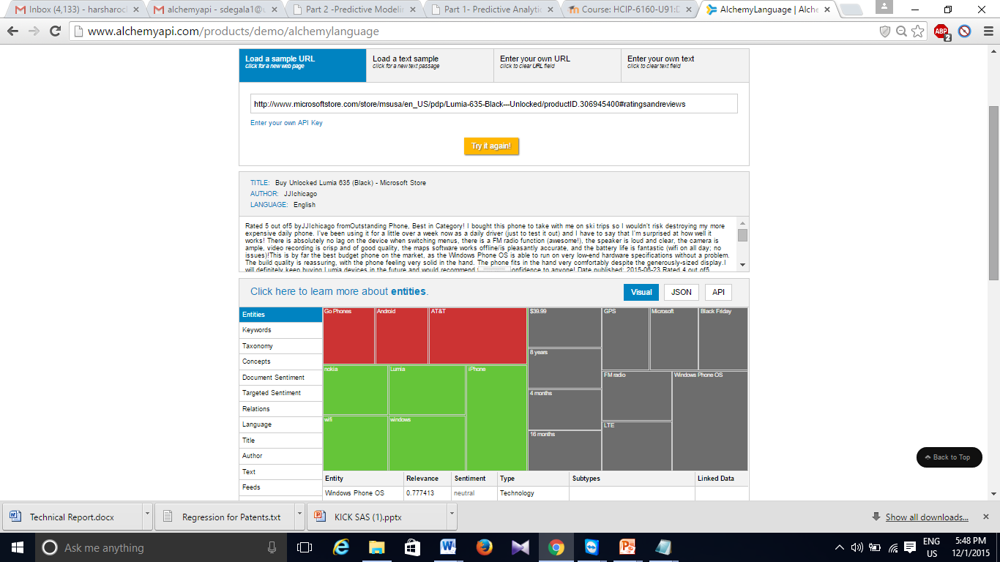 Inbox (4,133) - harsharoc
alchemyapi - sdegala1@
Part 2 -Predictive Modeli
Part 1- Predictive Analytic
Course: HCIP-6160-U91:D
AlchemyLanguage | Alche
www.alchemyapi.com/products/demo/alchemylanguage
ABP
2
Load a sample URL
click for a new web page
Load a text sample
click for a new text passage
Enter your own URL
click to clear URL field
Enter your own text
click to clear text field
http://www.microsoftstore.com/store/msusa/en_US/pdp/Lumia-635-Black---Unlocked/productID.306945400#ratingsandreviews
Enter your own API Key
Try it again!
TITLE: Buy Unlocked Lumia 635 (Black) - Microsoft Store
AUTHOR: JJIchicago
LANGUAGE: English
Rated 5 out of5 byJJIchicago fromOutstanding Phone, Best in Category! I bought this phone to take with me on ski trips so I wouldn't risk destroying my more
expensive daily phone. I've been using it for a little over a week now as a daily driver (just to test it out) and I have to say that I'm surprised at how well it
works! There is absolutely no lag on the device when switching menus, there is a FM radio function (awesome!), the speaker is loud and clear, the camera is
ample, video recording is crisp and of good quality, the maps software works offline/is pleasantly accurate, and the battery life is fantastic (wifi on all day; no
issues)!This is by far the best budget phone on the market, as the Windows Phone OS is able to run on very low-end hardware specifications without a problem.
The build quality is reassuring, with the phone feeling very solid in the hand. The phone fits in the hand very comfortably despite the generously-sized display.I
will definitely keep buying Lumia devices in the future and would recommend onfidence to anyone! Date published: 2015-06-23 Rated 4 out of5
Click here to learn more about entities.
Visual
JSON
API
Entities
Keywords
Taxonomy
Concepts
Document Sentiment
Targeted Sentiment
Relations
Language
Title
Author
Text
Feeds
Go Phones
Android
AT&T
nokia
Lumia
iPhone
wifi
windows
$39.99
8 years
4 months
16 months
GPS
Microsoft
Black Friday
FM radio
Windows Phone OS
LTE
Entity Relevance Sentiment Type Subtypes Linked Data
Windows Phone OS 0.777413 neutral Technology
Back to Top
Technical Report.docx
Regression for Patents.txt
KICK SAS (1).pptx
Show all downloads...
Ask me anything
ENG
US
5:48 PM
12/1/2015